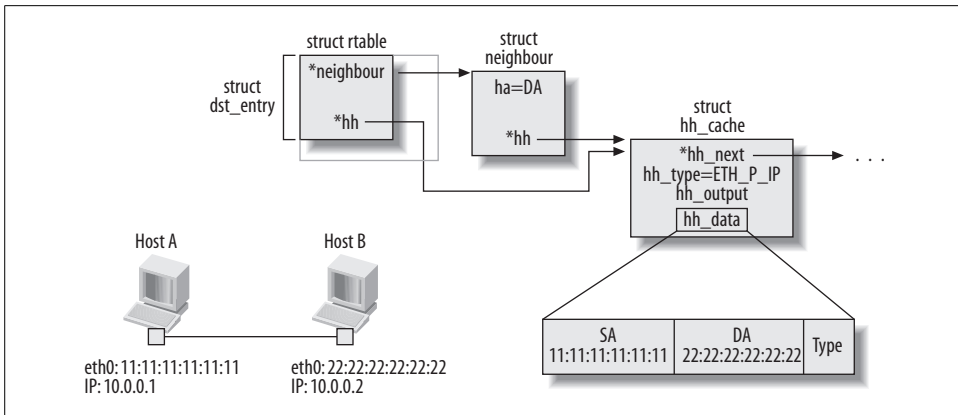 struct rtable
struct
dst_entry
*neighbour
*hh
struct
neighbour
ha=DA
*hh
struct
hh_cache
*hh_next
. . .
hh_type=ETH_P_IP
hh_output
hh_data
Host A
Host B
eth0: 11:11:11:11:11:11
IP: 10.0.0.1
eth0: 22:22:22:22:22:22
IP: 10.0.0.2
SA
11:11:11:11:11:11
DA
22:22:22:22:22:22
Type